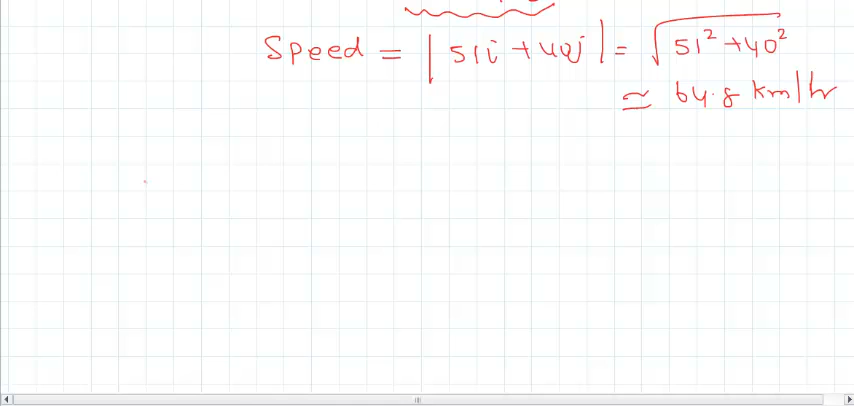 Speed = |51i + 40j| = √51² + 40²
≃ 64.8 km/hr